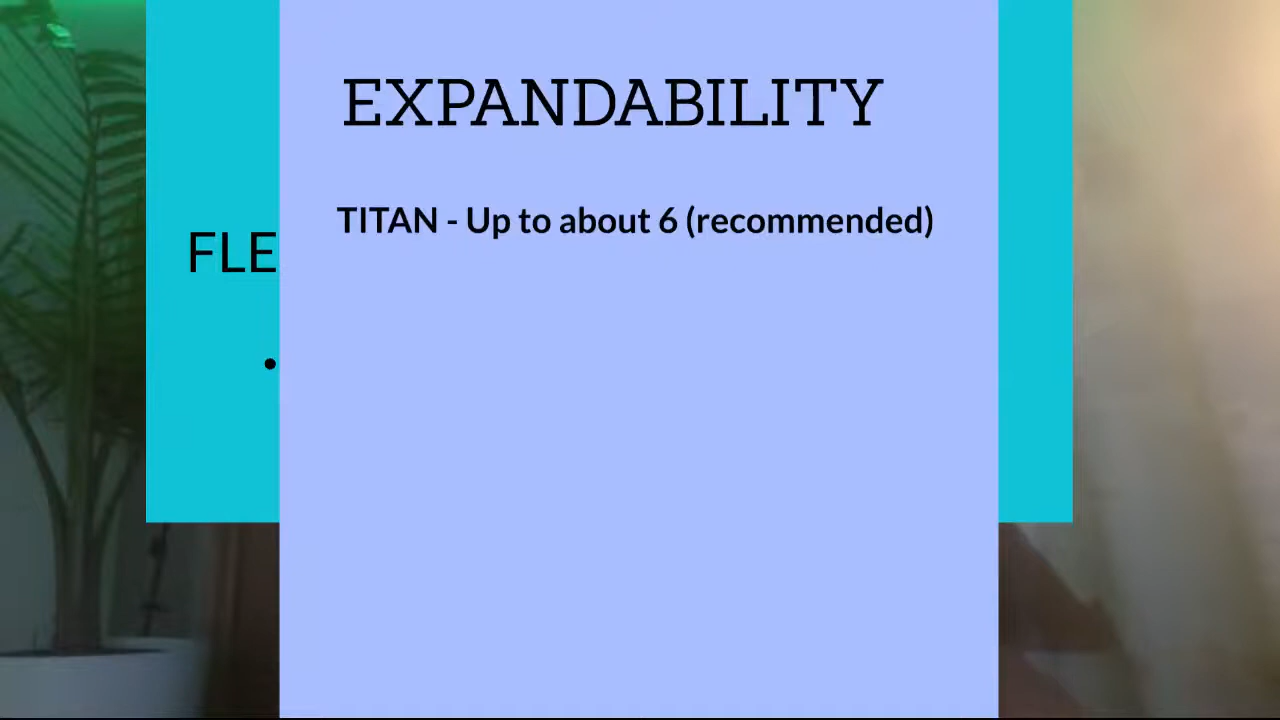 EXPANDABILITY
TITAN - Up to about 6 (recommended)
FLE
•